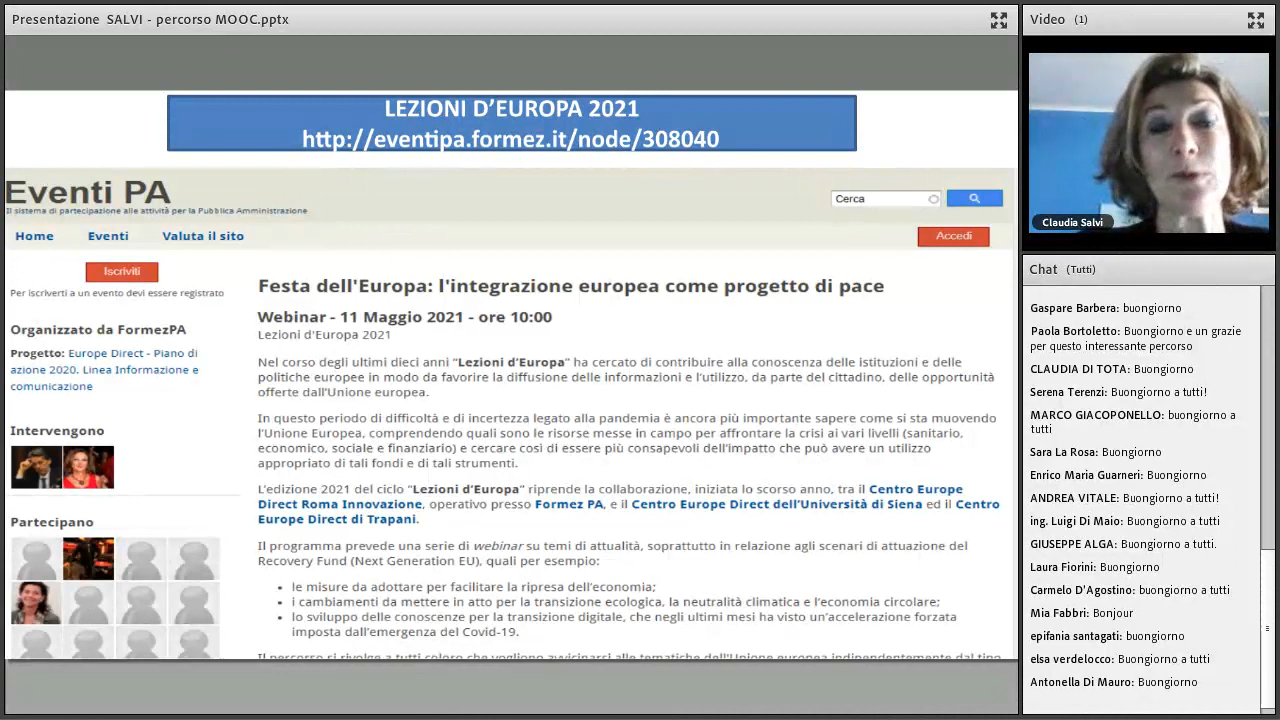 Presentazione SALVI - percorso MOOC.pptx
LEZIONI D'EUROPA 2021
http://eventipa.formez.it/node/308040
Eventi PA
Il sistema di partecipazione alle attività per la Pubblica Amministrazione
Cerca
Home Eventi Valuta il sito
Accedi
Iscriviti
Per iscriverti a un evento devi essere registrato
Organizzato da FormezPA
Progetto: Europe Direct - Piano di
azione 2020. Linea Informazione e
comunicazione
Intervengono
Partecipano
Festa dell'Europa: l'integrazione europea come progetto di pace
Webinar - 11 Maggio 2021 - ore 10:00
Lezioni d'Europa 2021
Nel corso degli ultimi dieci anni "Lezioni d'Europa" ha cercato di contribuire alla conoscenza delle istituzioni e delle
politiche europee in modo da favorire la diffusione delle informazioni e l'utilizzo, da parte del cittadino, delle opportunità
offerte dall'Unione europea.
In questo periodo di difficoltà e di incertezza legato alla pandemia è ancora più importante sapere come si sta muovendo
l'Unione Europea, comprendendo quali sono le risorse messe in campo per affrontare la crisi ai vari livelli (sanitario,
economico, sociale e finanziario) e cercare così di essere più consapevoli dell'impatto che può avere un utilizzo
appropriato di tali fondi e di tali strumenti.
L'edizione 2021 del ciclo "Lezioni d'Europa" riprende la collaborazione, iniziata lo scorso anno, tra il Centro Europe
Direct Roma Innovazione, operativo presso Formez PA, e il Centro Europe Direct dell'Università di Siena ed il Centro
Europe Direct di Trapani.
Il programma prevede una serie di webinar su temi di attualità, soprattutto in relazione agli scenari di attuazione del
Recovery Fund (Next Generation EU), quali per esempio:
• le misure da adottare per facilitare la ripresa dell'economia;
• i cambiamenti da mettere in atto per la transizione ecologica, la neutralità climatica e l'economia circolare;
• lo sviluppo delle conoscenze per la transizione digitale, che negli ultimi mesi ha visto un'accelerazione forzata
imposta dall'emergenza del Covid-19.
Il percorso si rivolge a tutti coloro che vogliono avvicinarsi alle tematiche dell'Unione europea indipendentemente dal tipo
Video (1)
Claudia Salvi
Chat (Tutti)
Gaspare Barbera: buongiorno
Paola Bortoletto: Buongiorno e un grazie
per questo interessante percorso
CLAUDIA DI TOTA: Buongiorno
Serena Terenzi: Buongiorno a tutti!
MARCO GIACOPONELLO: buongiorno a
tutti
Sara La Rosa: Buongiorno
Enrico Maria Guarneri: Buongiorno
ANDREA VITALE: Buongiorno a tutti!
ing. Luigi Di Maio: Buongiorno a tutti
GIUSEPPE ALGA: Buongiorno a tutti.
Laura Fiorini: Buongiorno
Carmelo D'Agostino: buongiorno a tutti
Mia Fabbri: Bonjour
epifania santagati: buongiorno
elsa verdelocco: Buongiorno a tutti
Antonella Di Mauro: Buongiorno